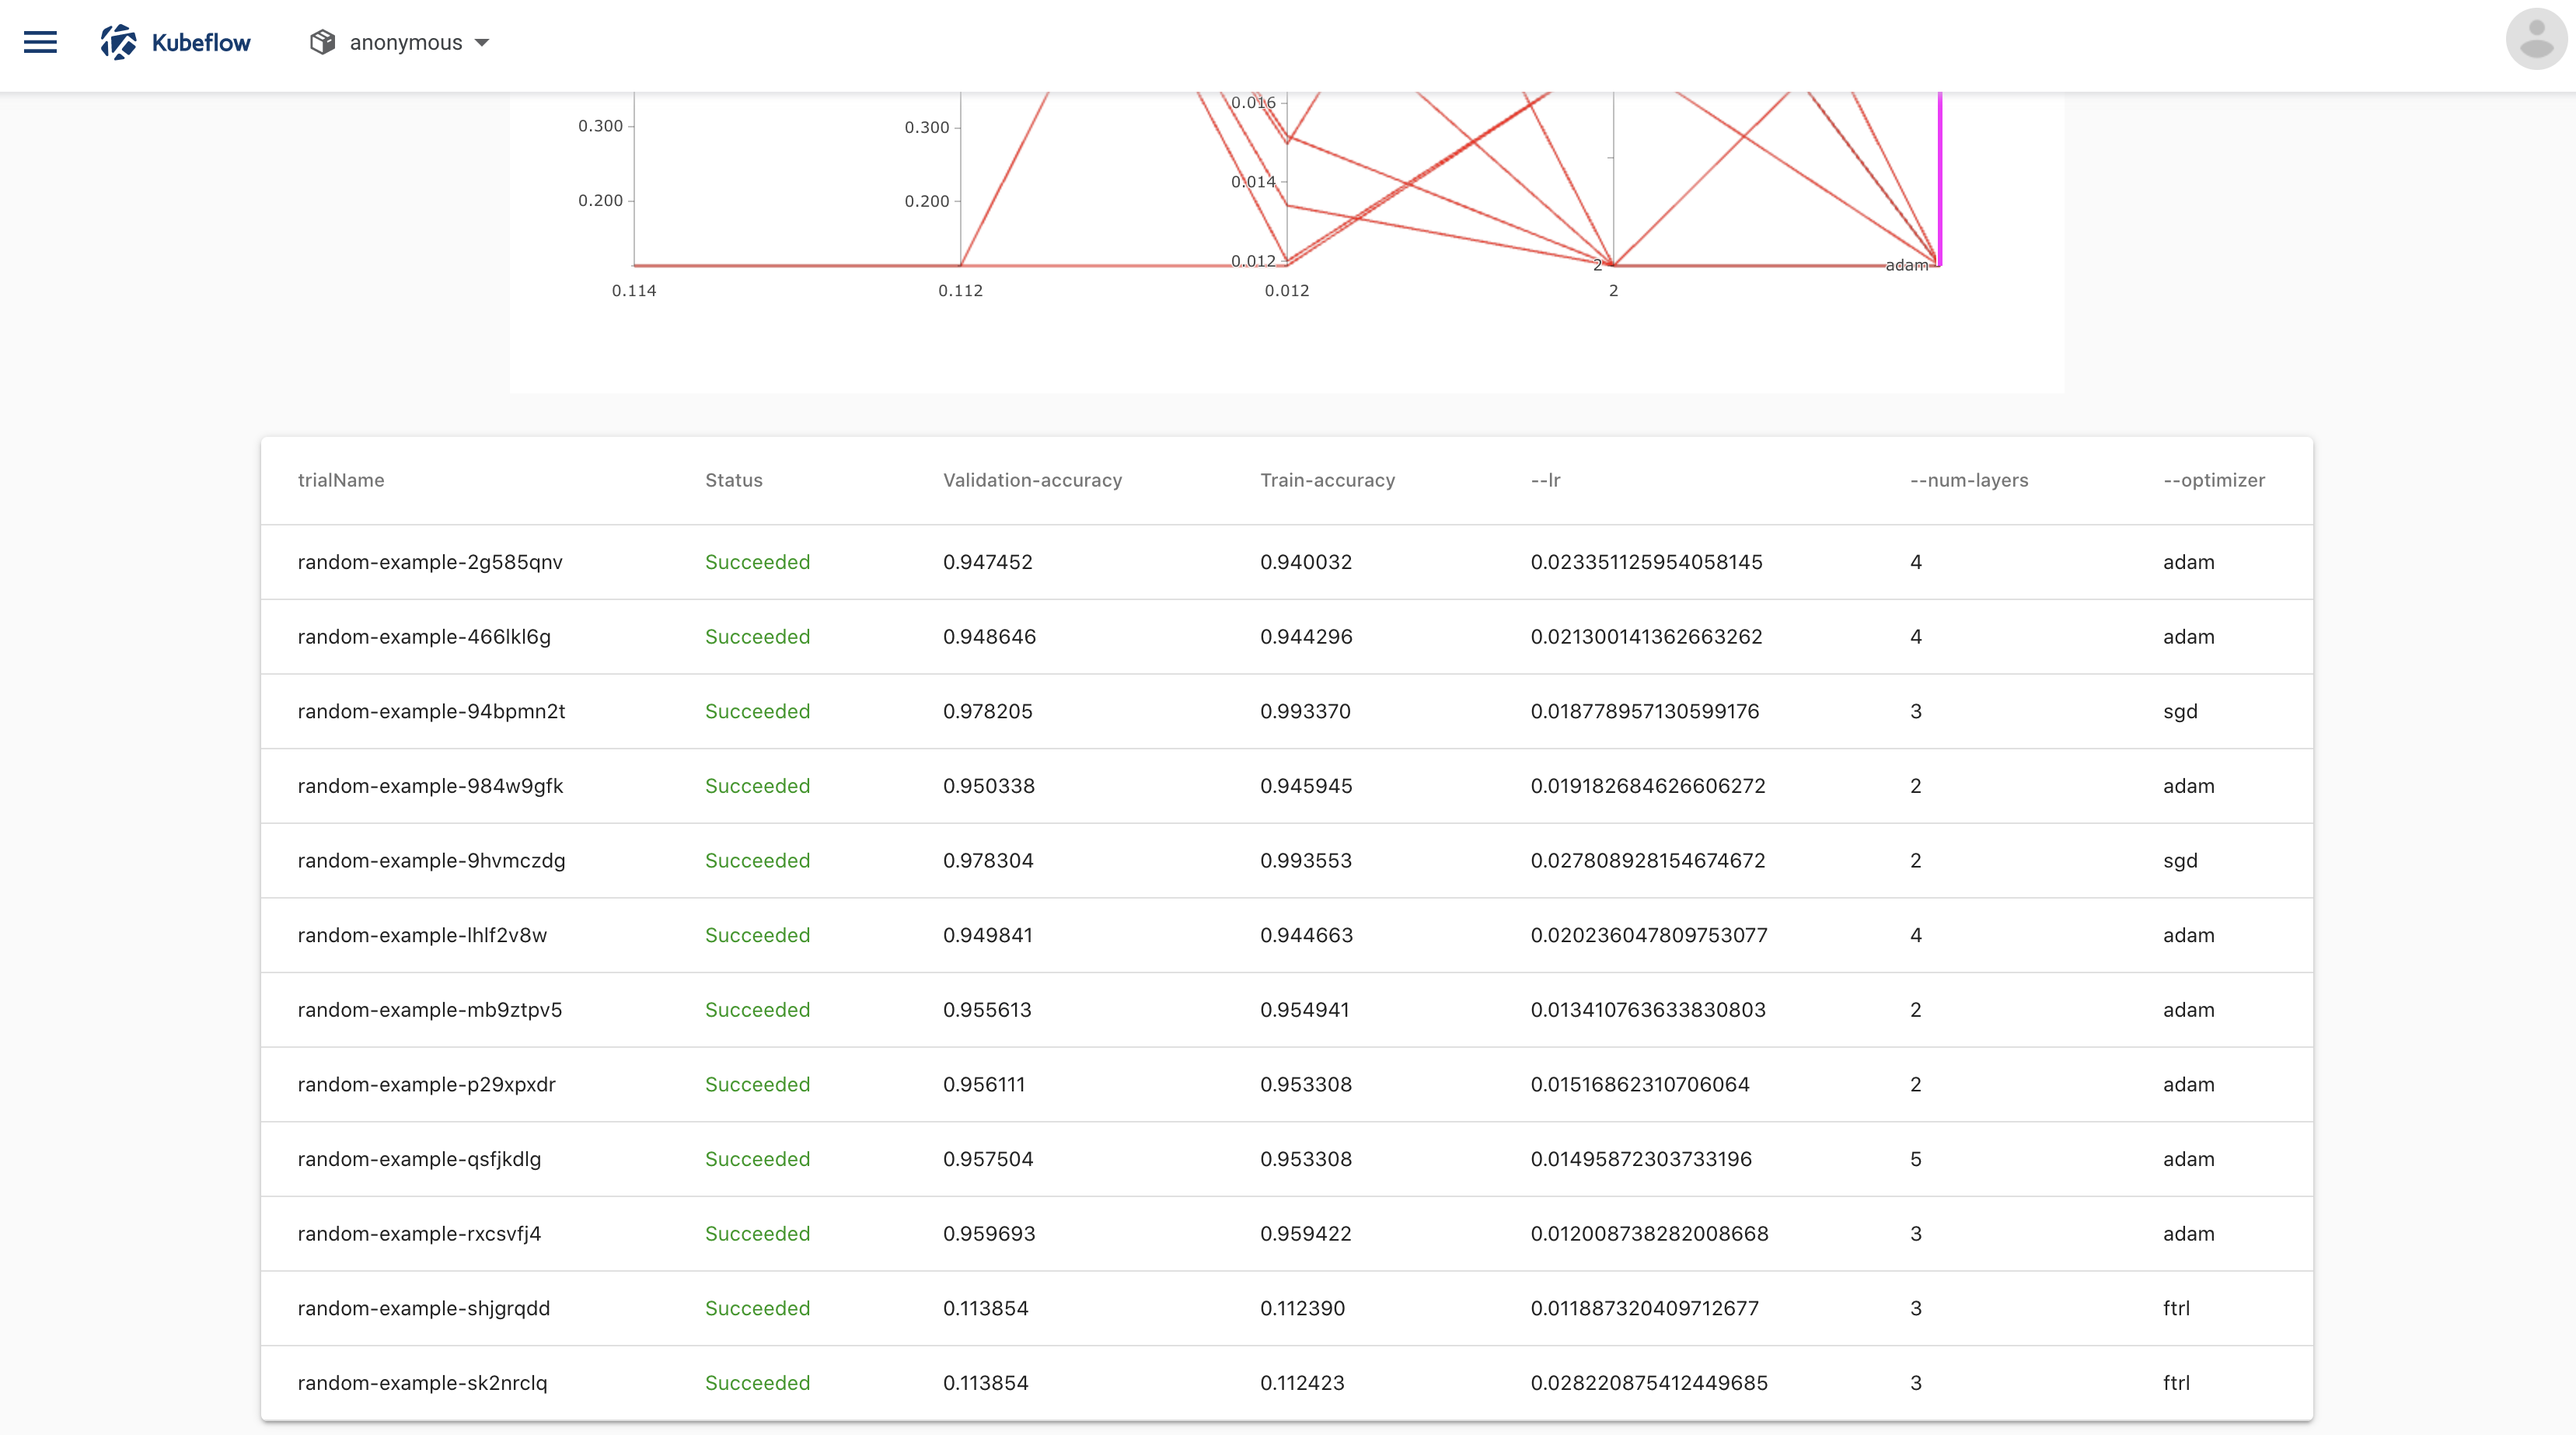 Kubeflow anonymous
0.016
0.300 0.300
0.014
0.200 0.200
0.012 2 adam
0.114 0.112 0.012 2
trialName Status Validation-accuracy Train-accuracy --lr --num-layers --optimizer
random-example-2g585qnv Succeeded 0.947452 0.940032 0.023351125954058145 4 adam
random-example-466lkl6g Succeeded 0.948646 0.944296 0.021300141362663262 4 adam
random-example-94bpmn2t Succeeded 0.978205 0.993370 0.018778957130599176 3 sgd
random-example-984w9gfk Succeeded 0.950338 0.945945 0.019182684626606272 2 adam
random-example-9hvmczdg Succeeded 0.978304 0.993553 0.027808928154674672 2 sgd
random-example-lhlf2v8w Succeeded 0.949841 0.944663 0.020236047809753077 4 adam
random-example-mb9ztpv5 Succeeded 0.955613 0.954941 0.013410763633830803 2 adam
random-example-p29xpxdr Succeeded 0.956111 0.953308 0.01516862310706064 2 adam
random-example-qsfjkdlg Succeeded 0.957504 0.953308 0.01495872303733196 5 adam
random-example-rxcsvfj4 Succeeded 0.959693 0.959422 0.012008738282008668 3 adam
random-example-shjgrqdd Succeeded 0.113854 0.112390 0.011887320409712677 3 ftrl
random-example-sk2nrclq Succeeded 0.113854 0.112423 0.028220875412449685 3 ftrl